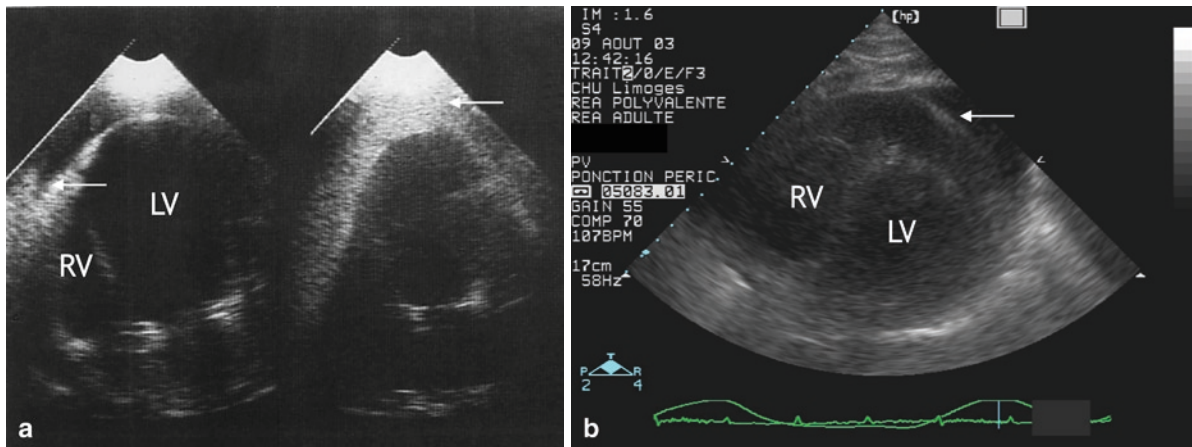 LV
RV
a
IM :1.6
S4
09 AOUT 03
12:42:16
TRAIT2/0/E/F3
CHU Limoges
REA POLYVALENTE
REA ADULTE
PV
PONCTION PERIC
05083.01
GAIN 55
COMP 70
107BPM
17cm
58Hz
hp
RV
LV
T
P R
2 4
b